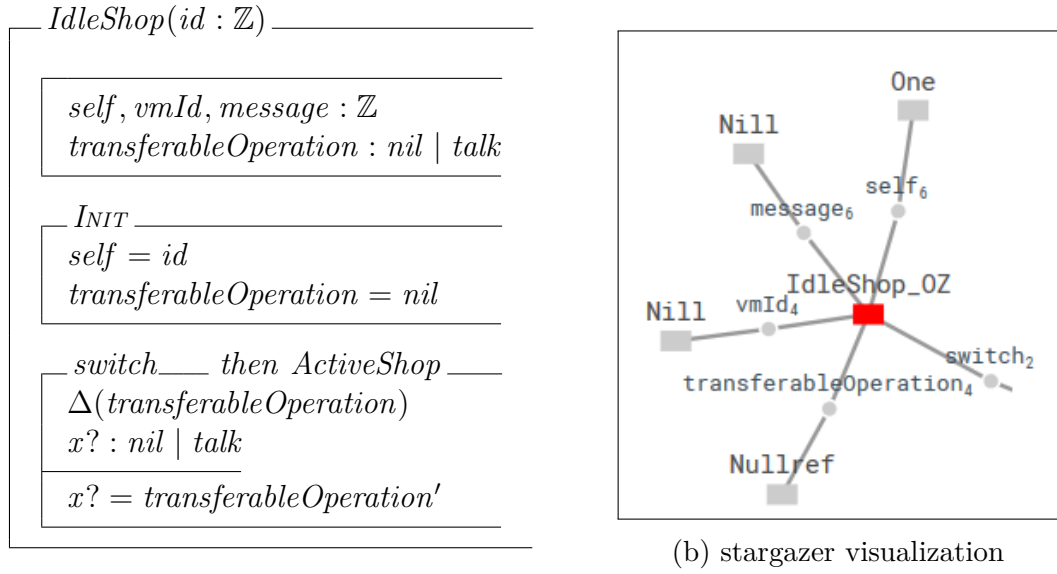 IdleShop(id : ℤ)
self, vmId, message : ℤ
transferableOperation : nil | talk
INIT
self = id
transferableOperation = nil
switch then ActiveShop
Δ(transferableOperation)
x? : nil | talk
x? = transferableOperation′
One
Nill
self₆
message₆
IdleShop_OZ
Nill
vmId₄
switch₂
transferableOperation₄
Nullref
(b) stargazer visualization